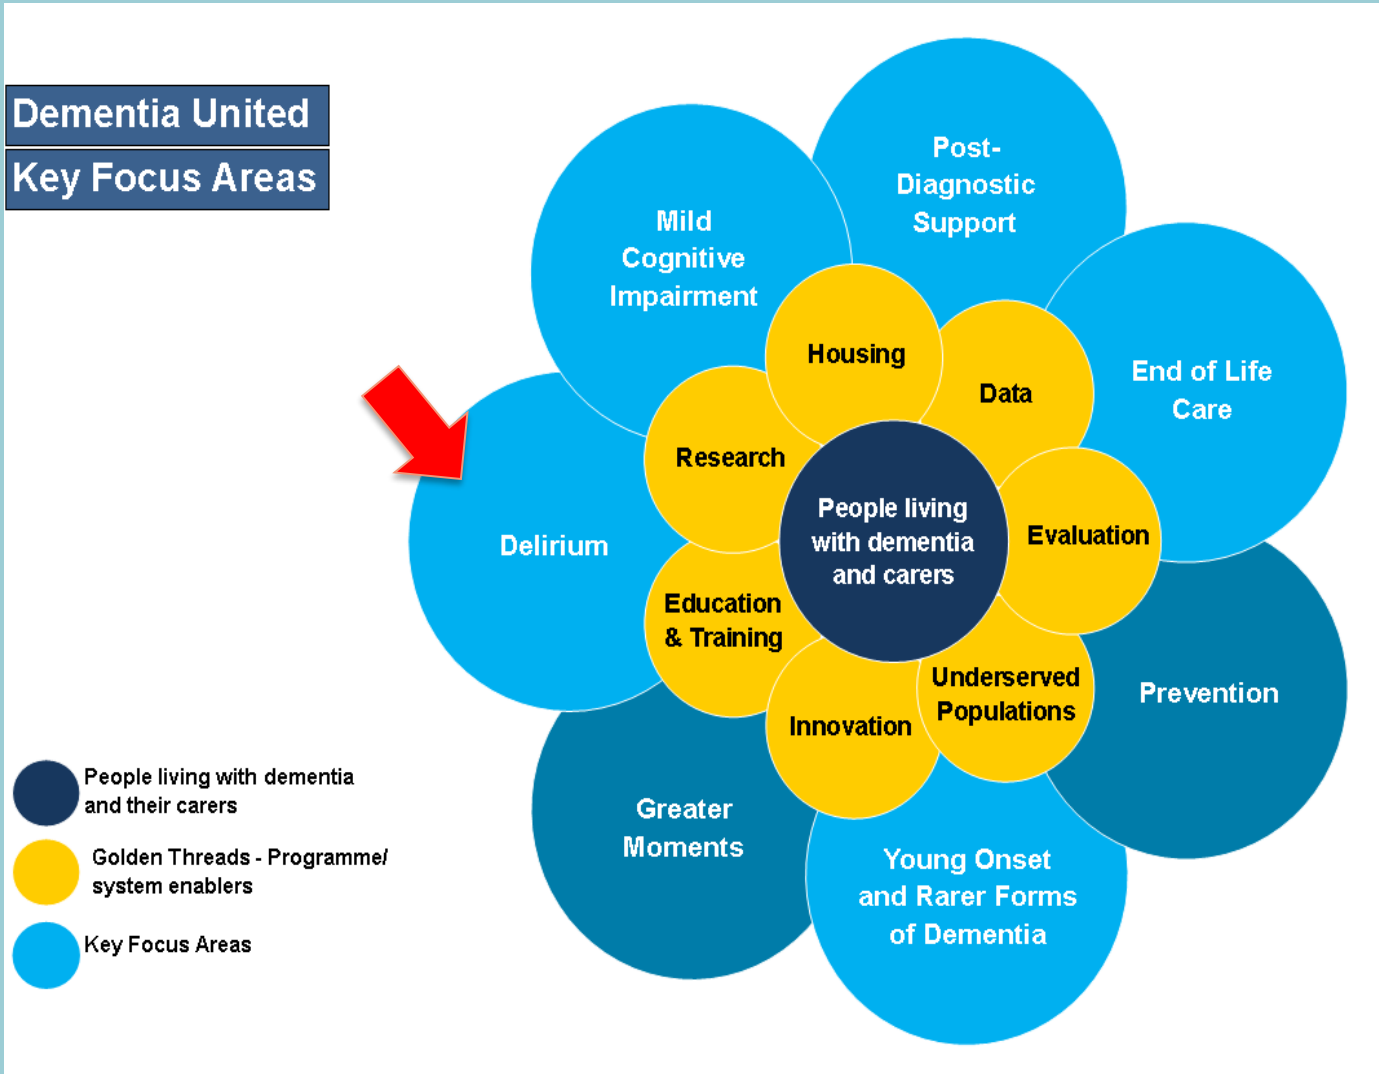 Dementia United
Key Focus Areas
Post-
Diagnostic
Support
Mild
Cognitive
Impairment
Housing
Data
End of Life
Care
Research
People living
with dementia
and carers
Evaluation
Delirium
Education
& Training
Underserved
Populations
Prevention
Innovation
Greater
Moments
Young Onset
and Rarer Forms
of Dementia
People living with dementia
and their carers
Golden Threads - Programme/
system enablers
Key Focus Areas